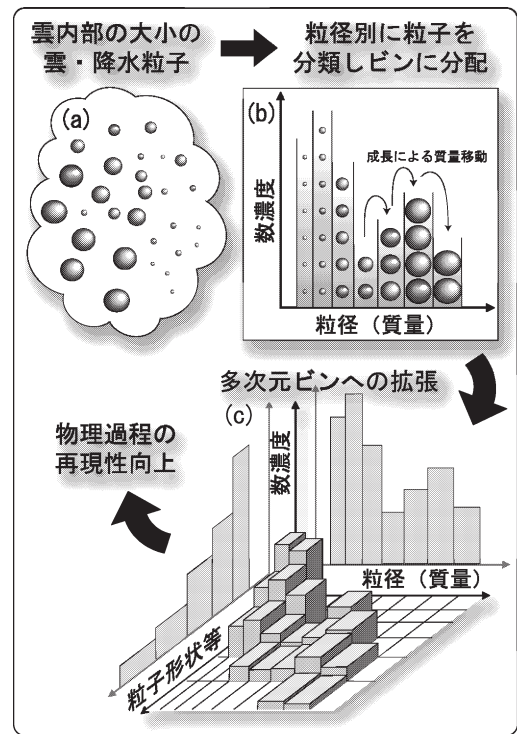 雲内部の大小の
雲・降水粒子
粒径別に粒子を
分類しビンに分配
(a)
(b)
成長による質量移動
数濃度
粒径（質量）
多次元ビンへの拡張
(c)
物理過程の
再現性向上
数濃度
粒径（質量）
粒子形状等